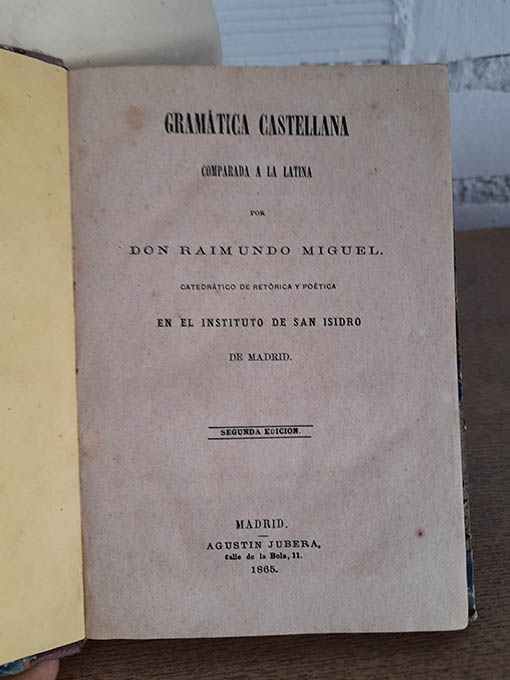 GRAMÁTICA CASTELLANA
COMPARADA A LA LATINA
POR
DON RAIMUNDO MIGUEL.
CATEDRÁTICO DE RETÓRICA Y POÉTICA
EN EL INSTITUTO DE SAN ISIDRO
DE MADRID.
SEGUNDA EDICION.
MADRID.
AGUSTIN JUBERA,
Calle de la Bola, 11.
1865.